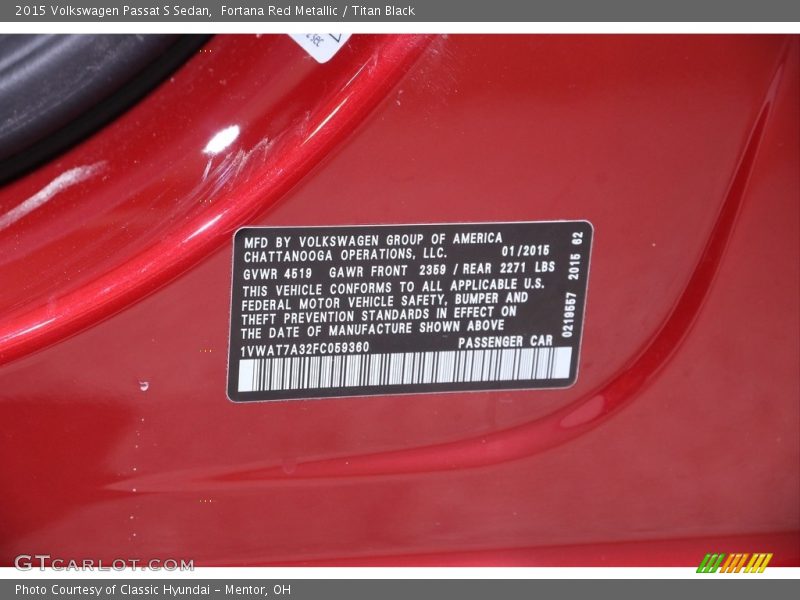 2015 Volkswagen Passat S Sedan,  Fortana Red Metallic / Titan Black
MFD BY VOLKSWAGEN GROUP OF AMERICA
CHATTANOOGA OPERATIONS, LLC. 01/2015
GVWR 4519 GAWR FRONT 2359 / REAR 2271 LBS
THIS VEHICLE CONFORMS TO ALL APPLICABLE U.S.
FEDERAL MOTOR VEHICLE SAFETY, BUMPER AND
THEFT PREVENTION STANDARDS IN EFFECT ON
THE DATE OF MANUFACTURE SHOWN ABOVE
1VWAT7A32FC059360 PASSENGER CAR
0218557 2015 62
GTcarlot.com
Photo Courtesy of Classic Hyundai - Mentor, OH